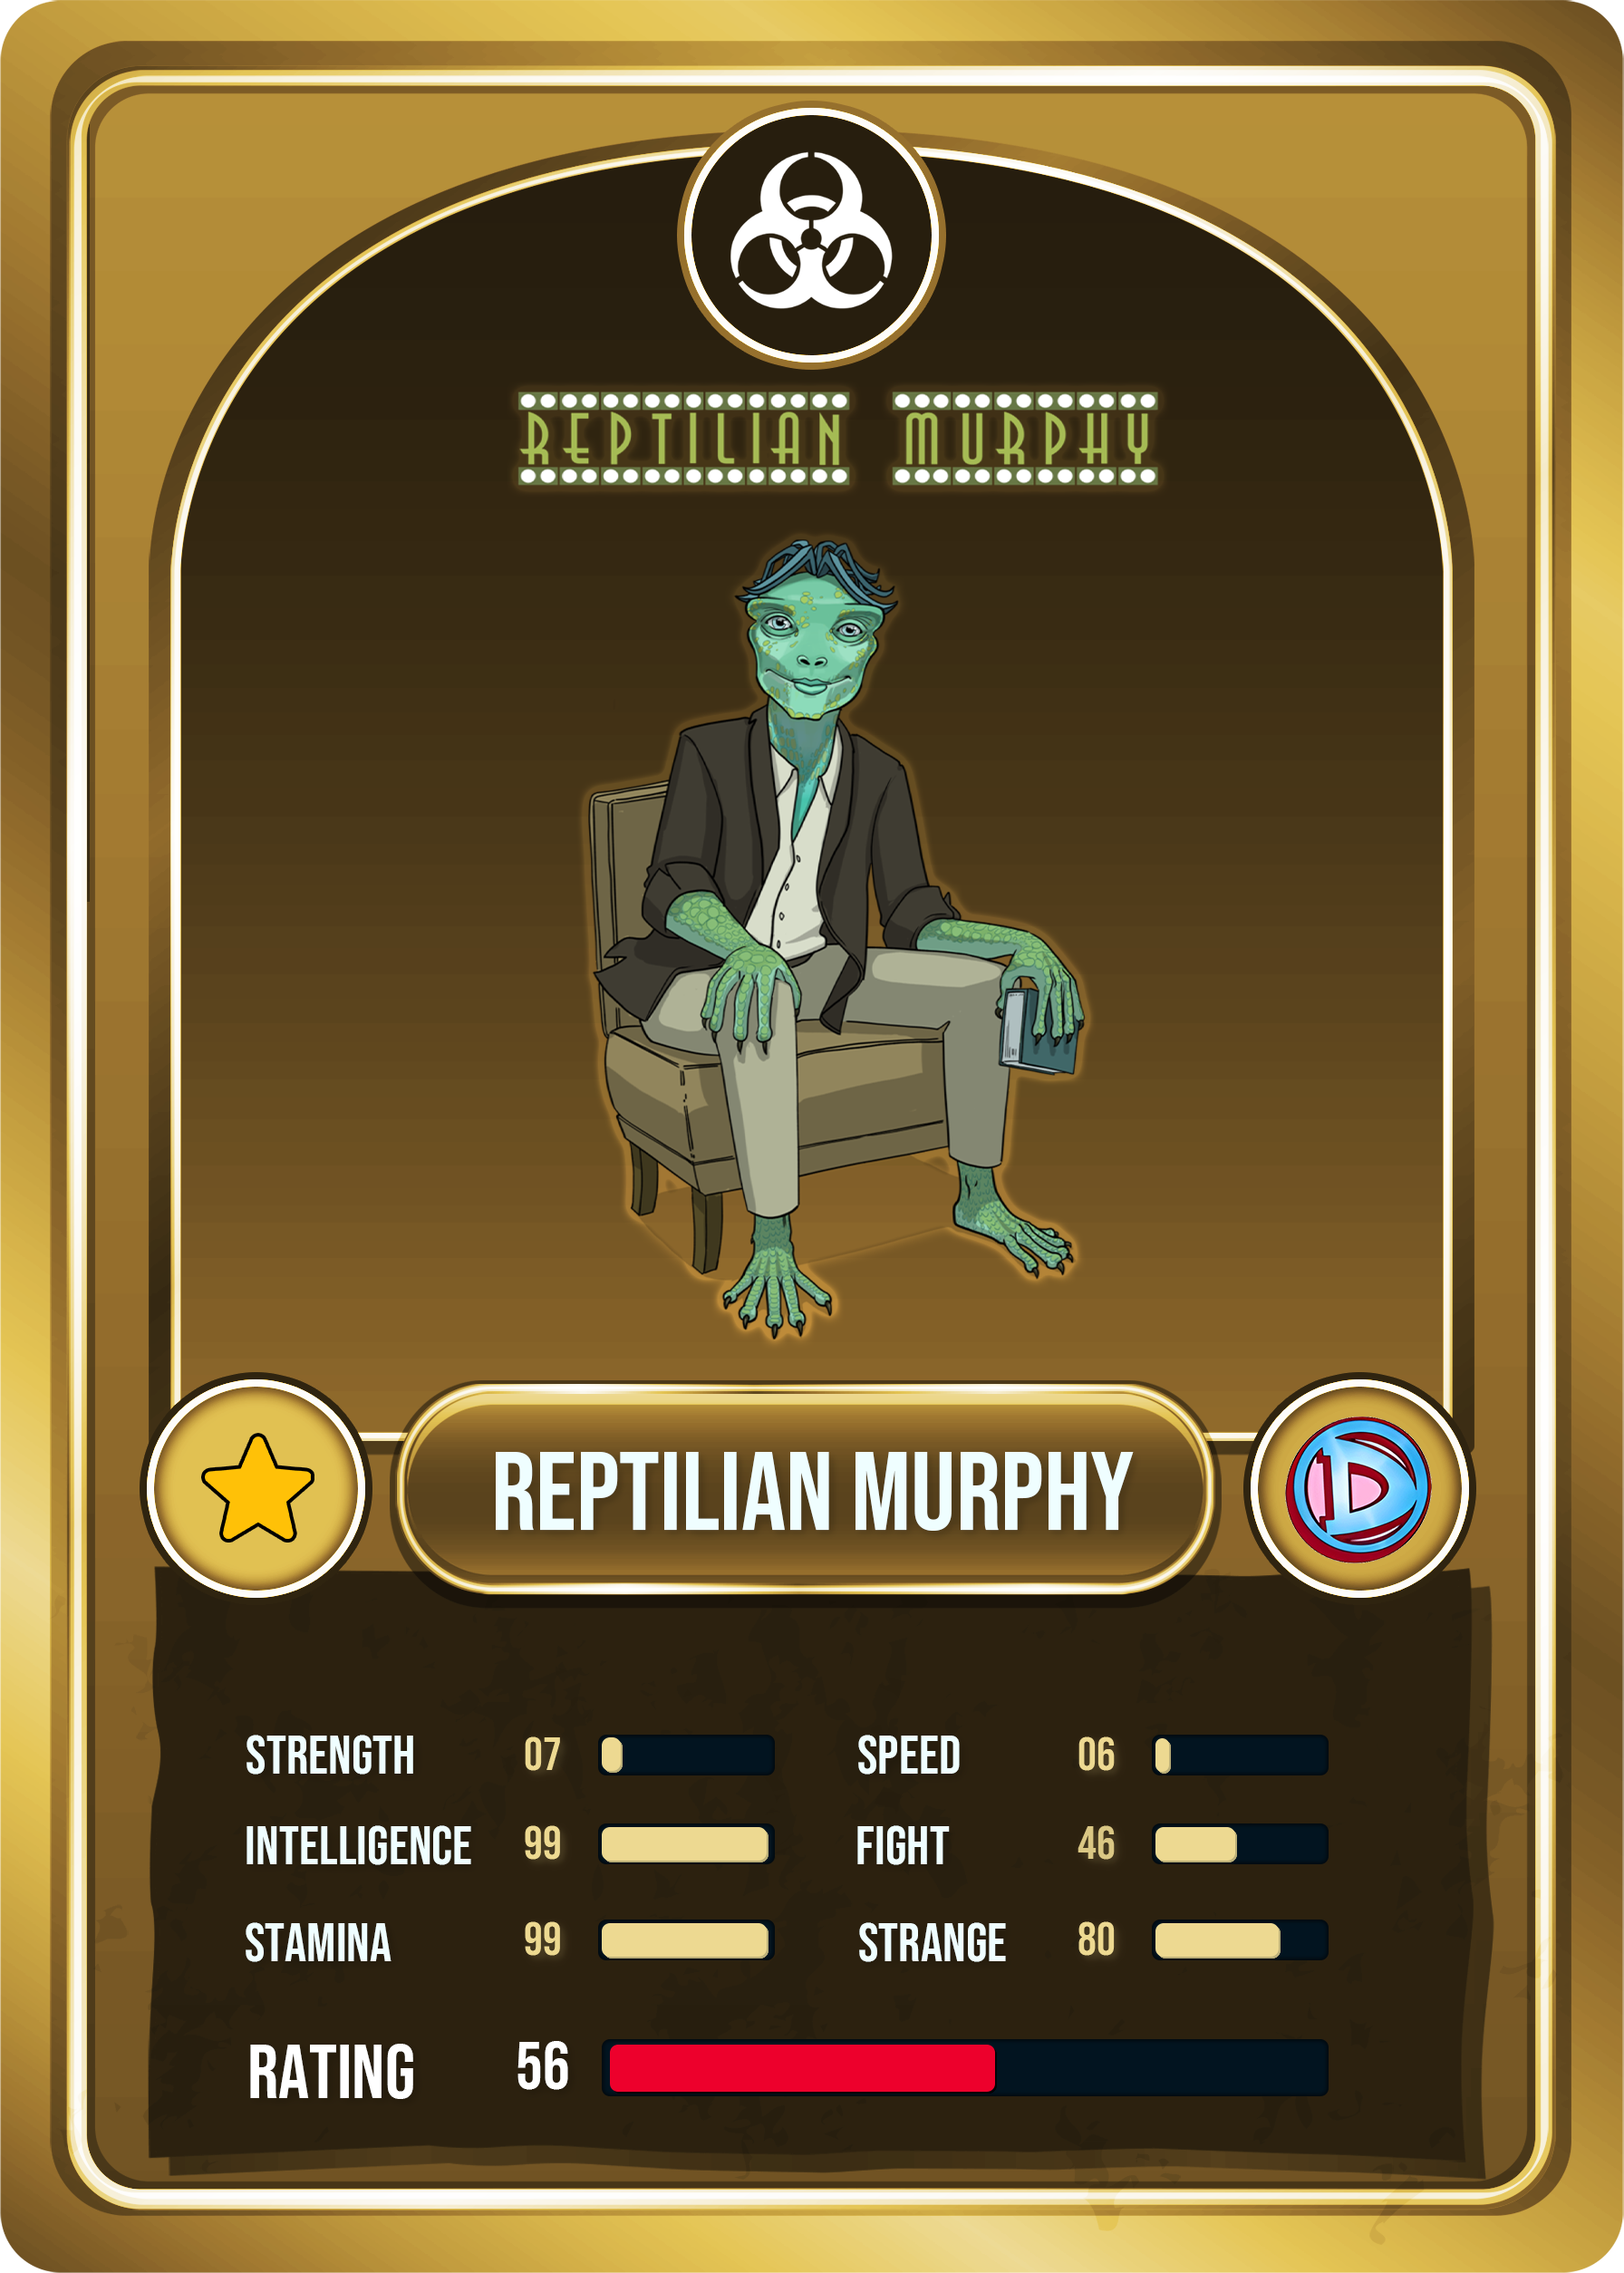 REPTILIAN MURPHY
REPTILIAN MURPHY
D
STRENGTH 07
SPEED 06
INTELLIGENCE 99
FIGHT 46
STAMINA 99
STRANGE 80
RATING 56